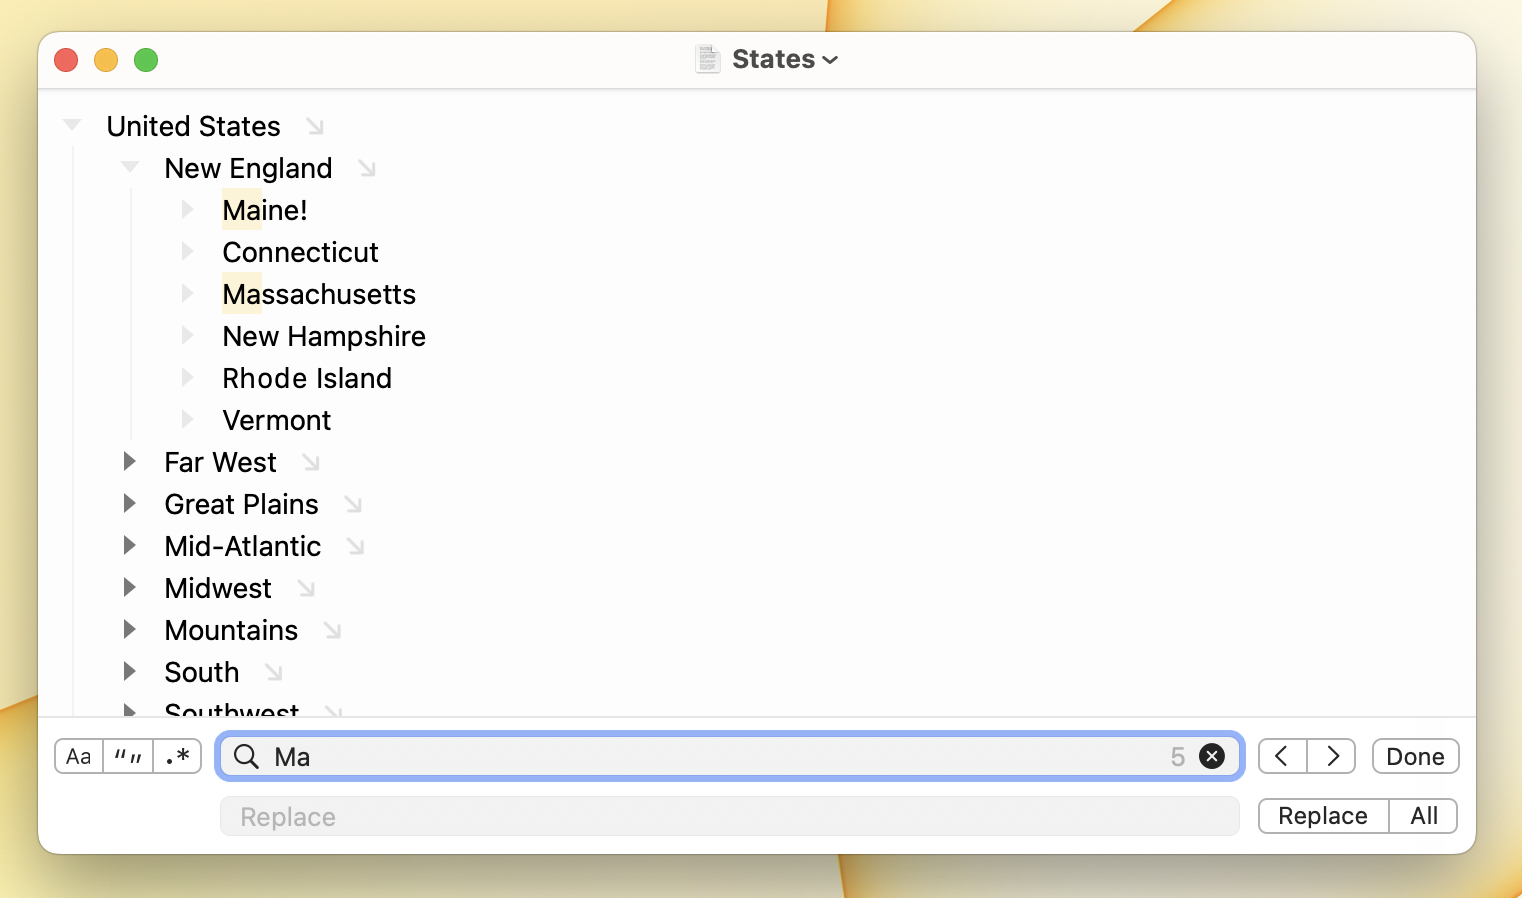 States
United States
New England
Maine!
Connecticut
Massachusetts
New Hampshire
Rhode Island
Vermont
Far West
Great Plains
Mid-Atlantic
Midwest
Mountains
South
Southwest
Aa “ ” .* Ma 5 Done
Replace Replace All